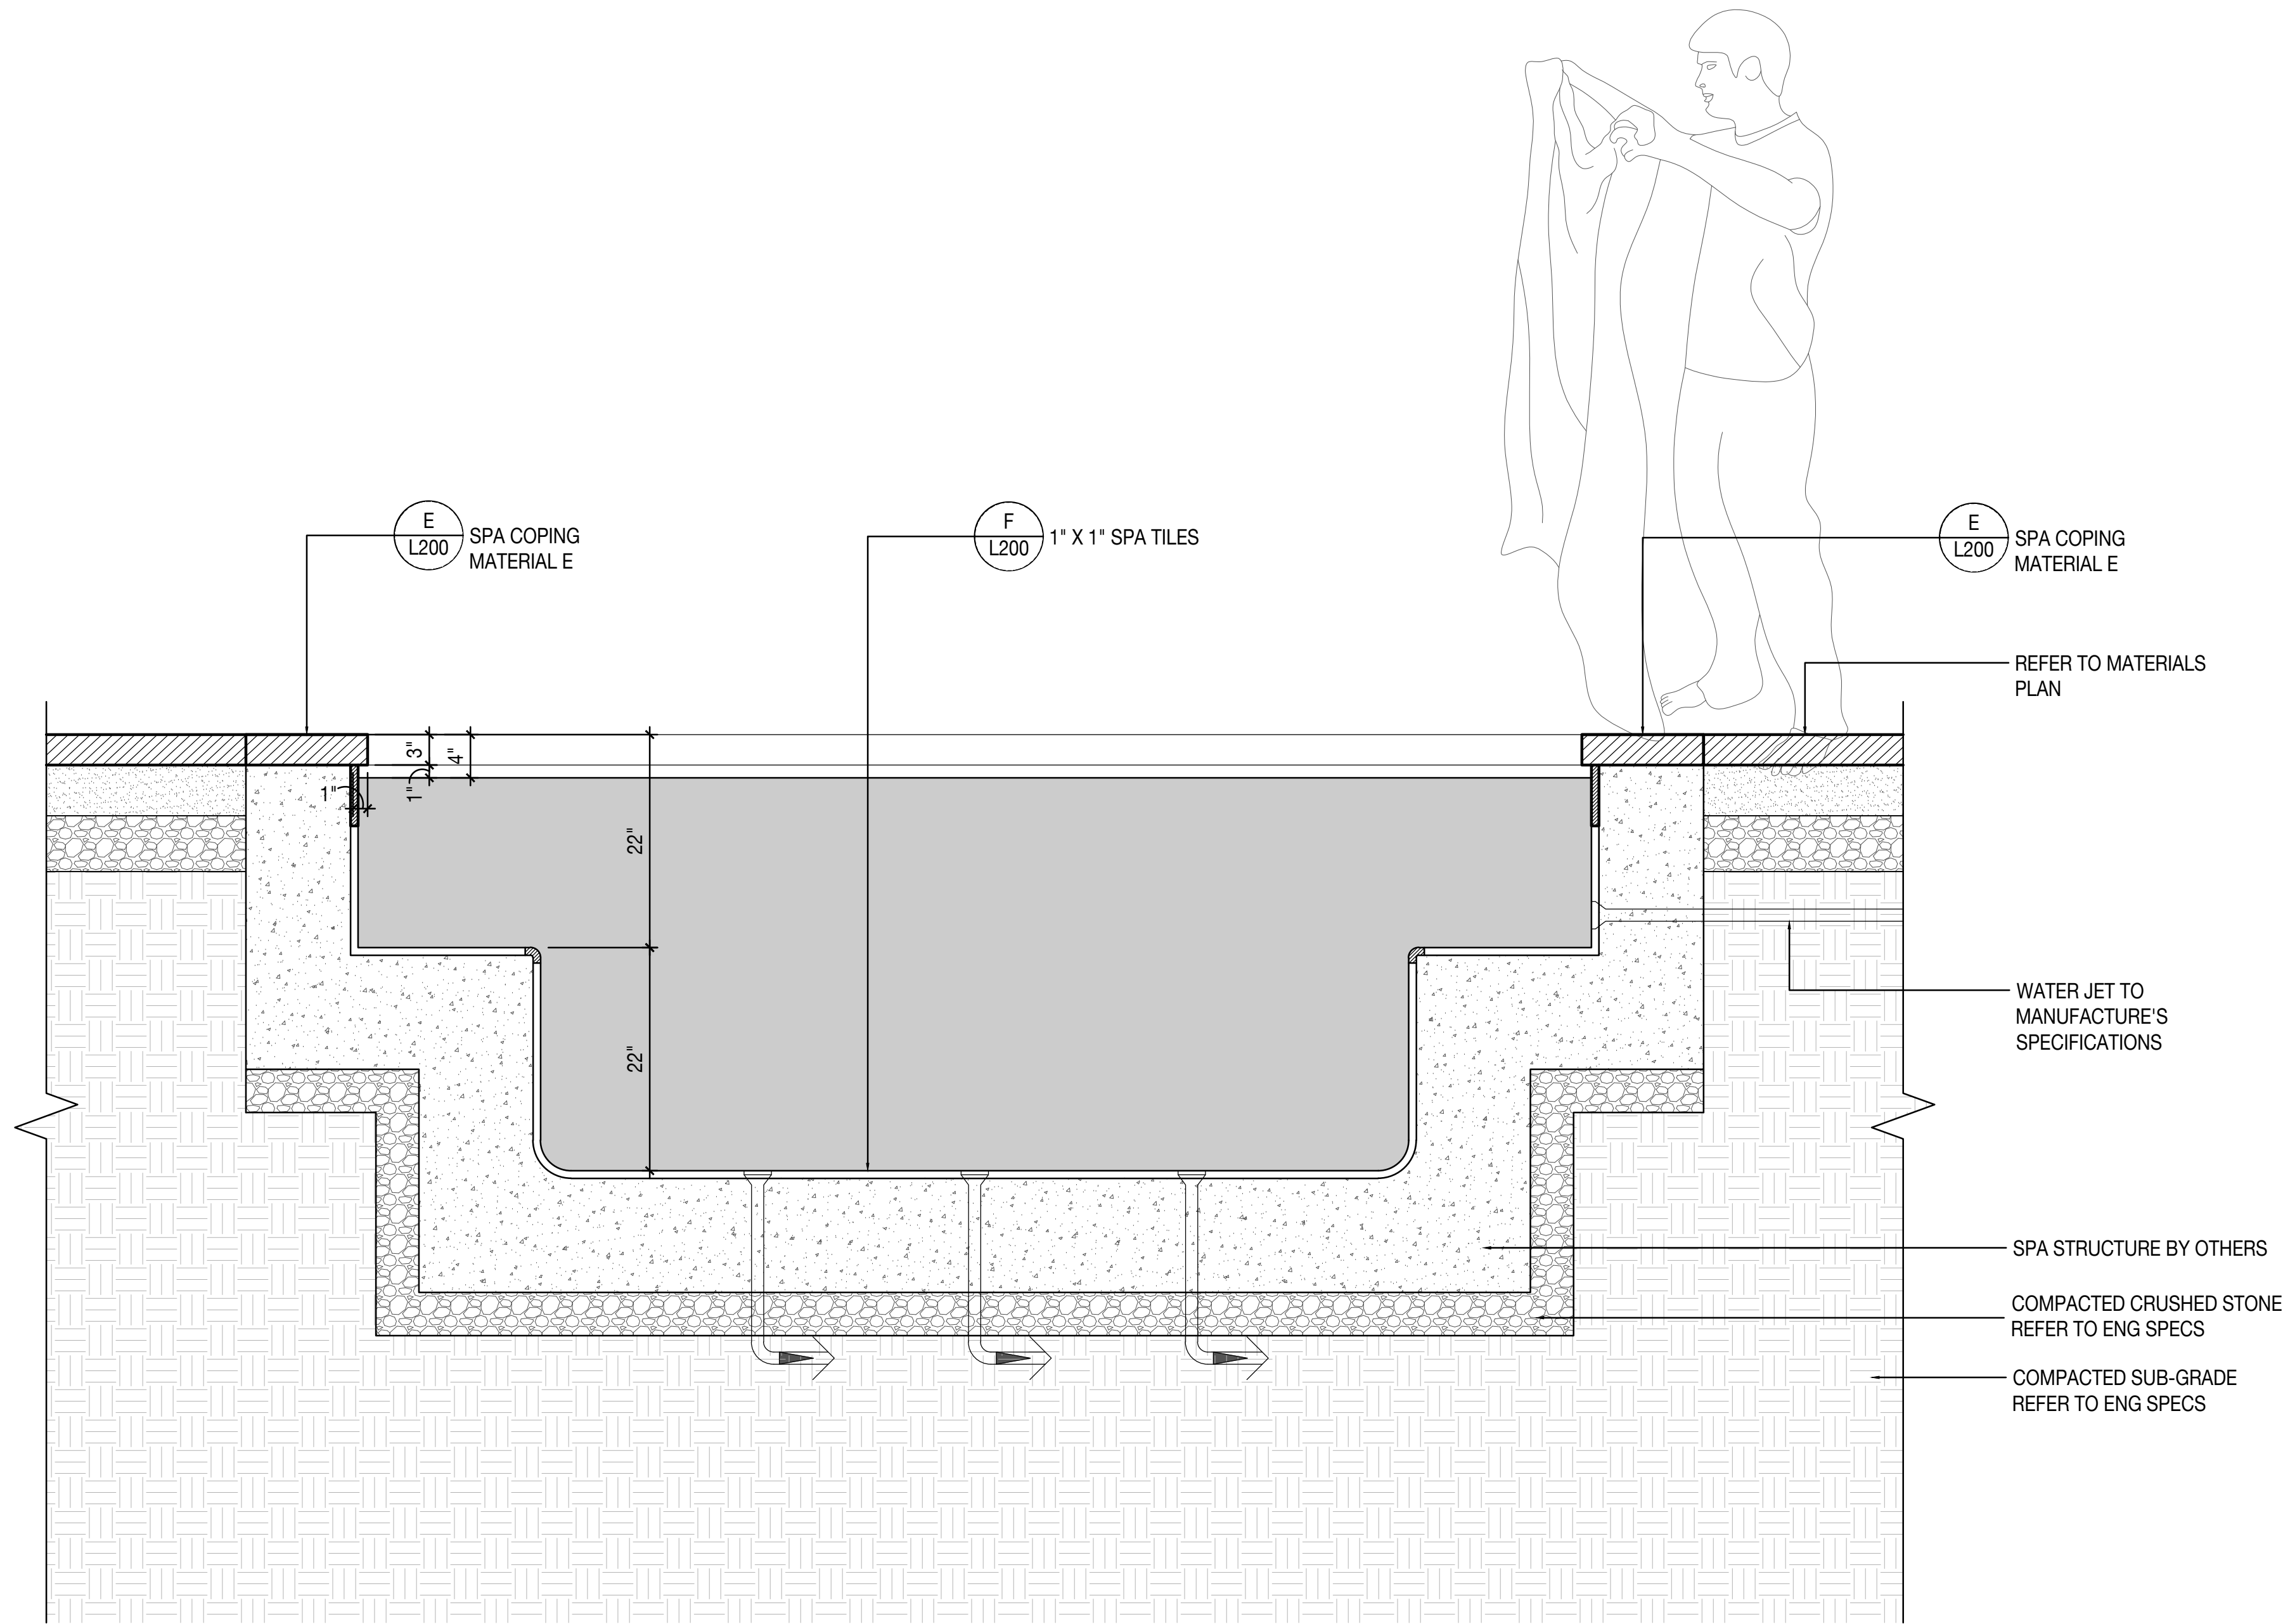 E
L200
SPA COPING
MATERIAL E
F
L200
1" X 1" SPA TILES
E
L200
SPA COPING
MATERIAL E
REFER TO MATERIALS
PLAN
3"
4"
1"
1"
22"
22"
WATER JET TO
MANUFACTURE'S
SPECIFICATIONS
SPA STRUCTURE BY OTHERS
COMPACTED CRUSHED STONE
REFER TO ENG SPECS
COMPACTED SUB-GRADE
REFER TO ENG SPECS